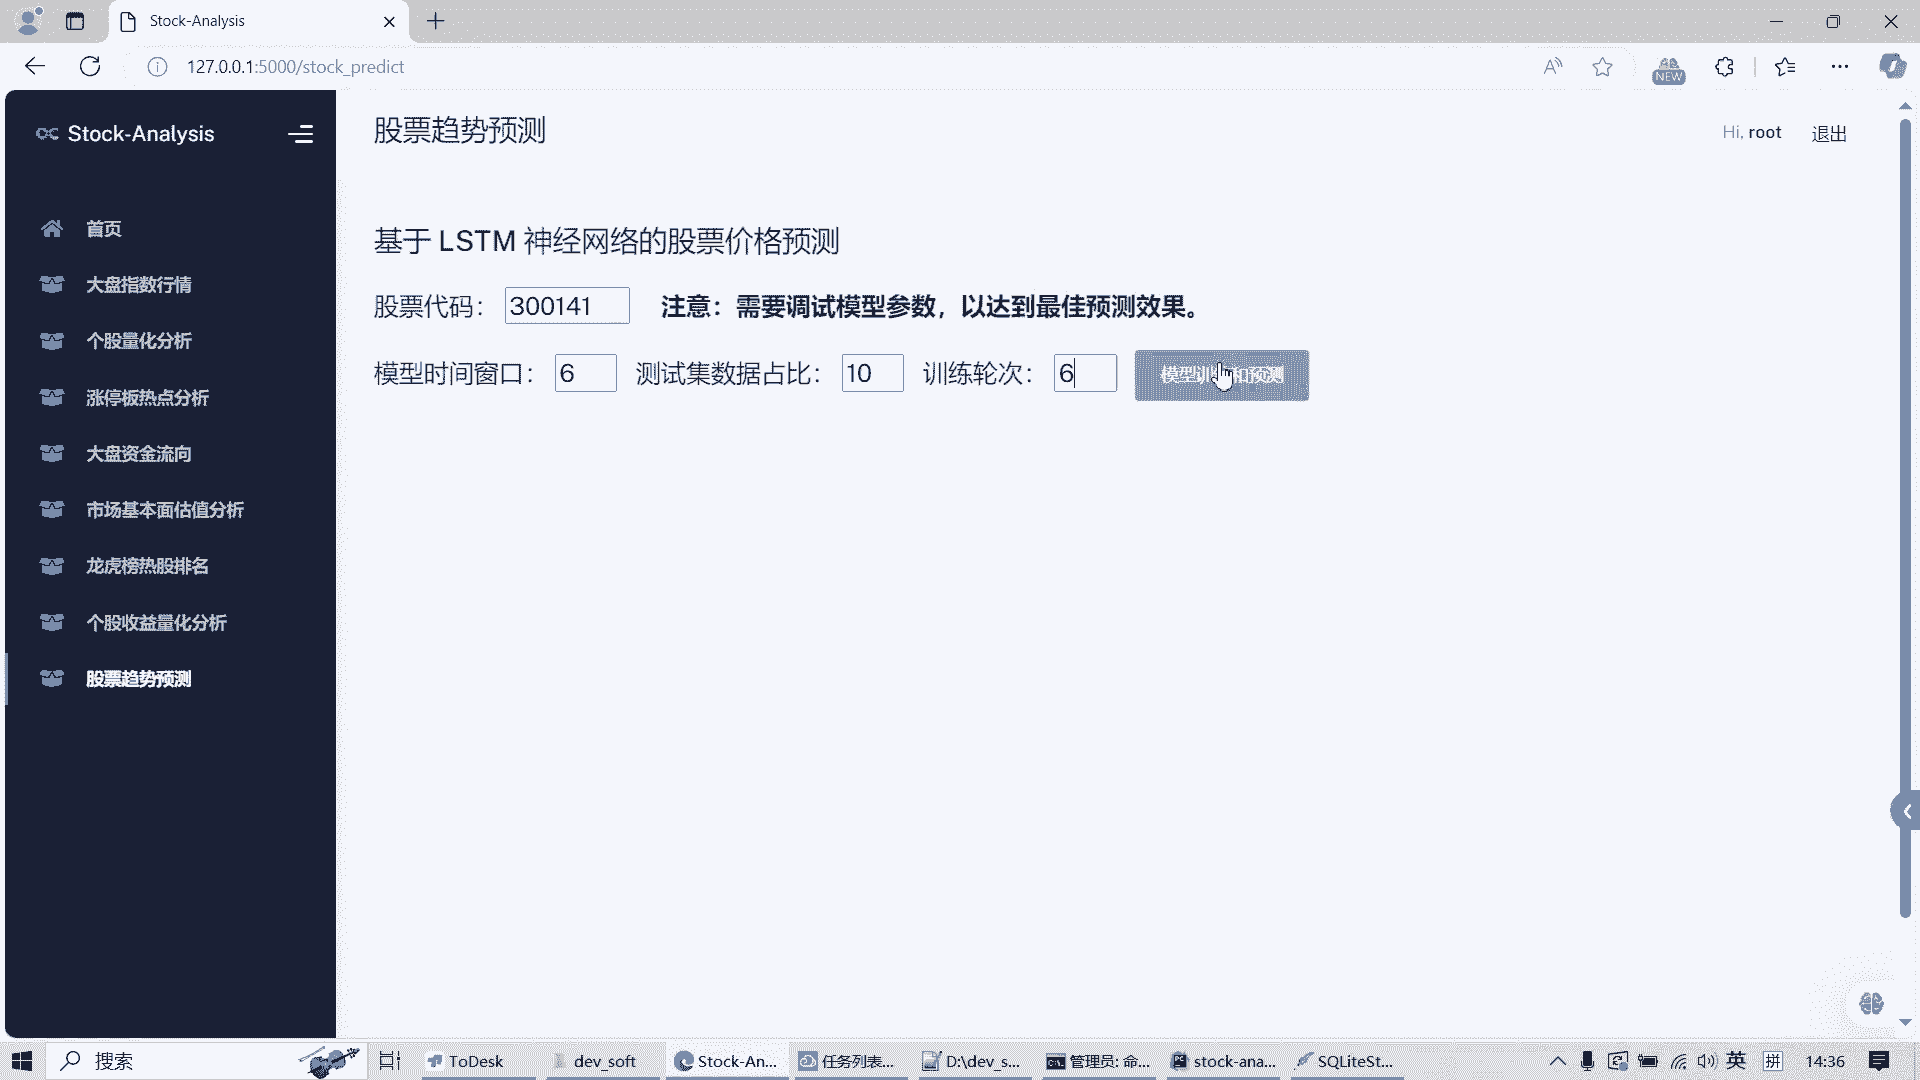 Stock-Analysis
127.0.0.1:5000/stock_predict
NEW
Stock-Analysis
股票趋势预测
Hi, root 退出
首页
大盘指数行情
个股量化分析
涨停板热点分析
大盘资金流向
市场基本面估值分析
龙虎榜热股排名
个股收益量化分析
股票趋势预测
基于 LSTM 神经网络的股票价格预测
股票代码： 300141 注意：需要调试模型参数，以达到最佳预测效果。
模型时间窗口： 6 测试集数据占比： 10 训练轮次： 6 模型训练和预测
搜索 ToDesk dev_soft Stock-An... 任务列表... D:\dev_s... 管理员: 命... stock-ana... SQLiteSt... 英 拼 14:36